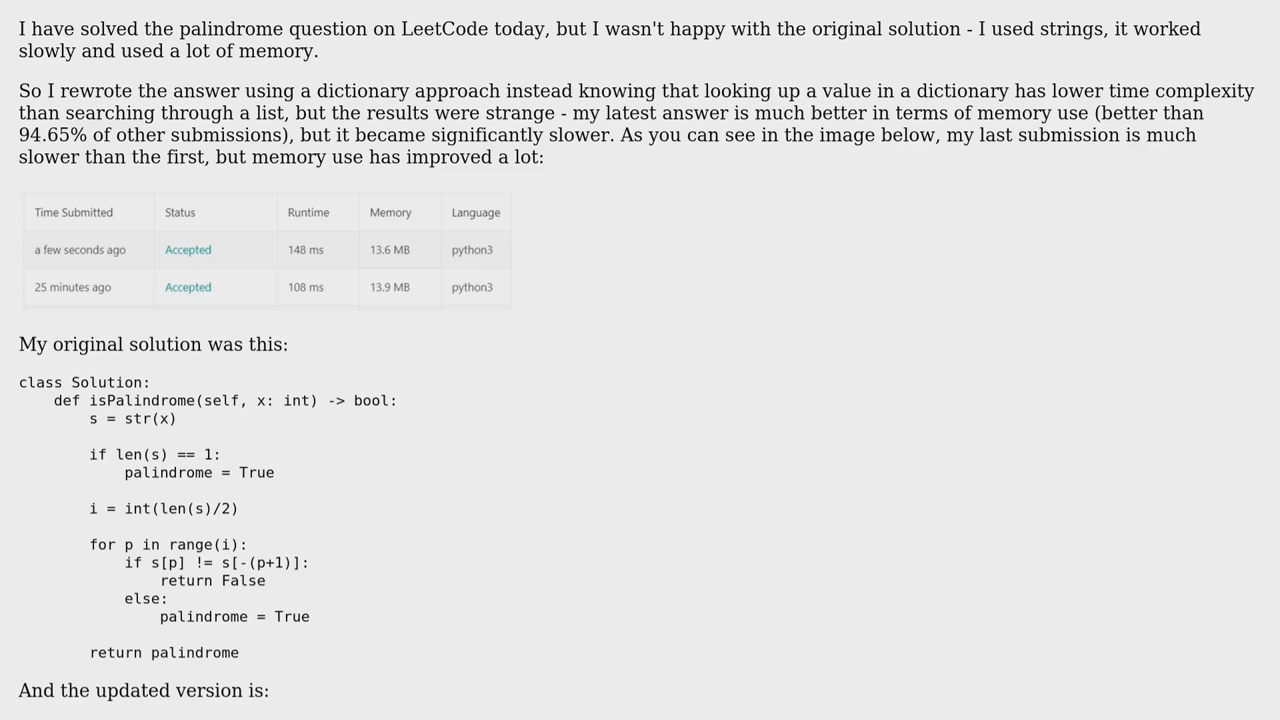 I have solved the palindrome question on LeetCode today, but I wasn't happy with the original solution - I used strings, it worked
slowly and used a lot of memory.
So I rewrote the answer using a dictionary approach instead knowing that looking up a value in a dictionary has lower time complexity
than searching through a list, but the results were strange - my latest answer is much better in terms of memory use (better than
94.65% of other submissions), but it became significantly slower. As you can see in the image below, my last submission is much
slower than the first, but memory use has improved a lot:
Time Submitted Status Runtime Memory Language
a few seconds ago Accepted 148 ms 13.6 MB python3
25 minutes ago Accepted 108 ms 13.9 MB python3
My original solution was this:
class Solution:
    def isPalindrome(self, x: int) -> bool:
        s = str(x)
        if len(s) == 1:
            palindrome = True
        i = int(len(s)/2)
        for p in range(i):
            if s[p] != s[-(p+1)]:
                return False
            else:
                palindrome = True
        return palindrome
And the updated version is: